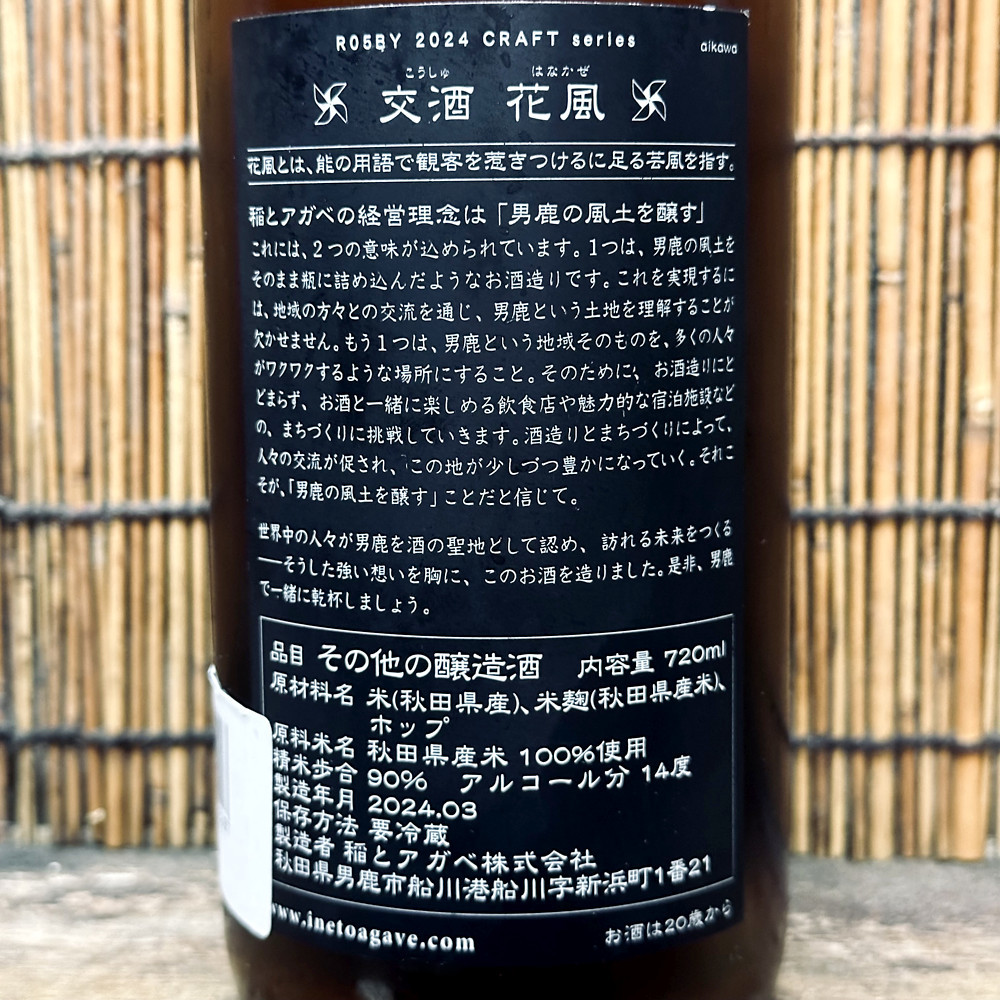 R05BY 2024 CRAFT series
aikawa
こうしゅ はなかぜ
交酒 花風
花風とは、能の用語で観客を惹きつけるに足る芸風を指す。
稲とアガベの経営理念は「男鹿の風土を醸す」
これには、2つの意味が込められています。1つは、男鹿の風土を
そのまま瓶に詰め込んだようなお酒造りです。これを実現するに
は、地域の方々との交流を通じ、男鹿という土地を理解することが
欠かせません。もう1つは、男鹿という地域そのものを、多くの人々
がワクワクするような場所にすること。そのために、お酒造りにと
どまらず、お酒と一緒に楽しめる飲食店や魅力的な宿泊施設など
の、まちづくりに挑戦していきます。酒造りとまちづくりによって、
人々の交流が促され、この地が少しづつ豊かになっていく。それこ
そが、「男鹿の風土を醸す」ことだと信じて。
世界中の人々が男鹿を酒の聖地として認め、訪れる未来をつくる
──そうした強い想いを胸に、このお酒を造りました。是非、男鹿
で一緒に乾杯しましょう。
品目 その他の醸造酒 内容量 720ml
原材料名 米(秋田県産)、米麹(秋田県産米)、
ホップ
原料米名 秋田県産米 100%使用
精米歩合 90% アルコール分 14度
製造年月 2024.03
保存方法 要冷蔵
製造者 稲とアガベ株式会社
秋田県男鹿市船川港船川字新浜町1番21
www.inetoagave.com
お酒は20歳から